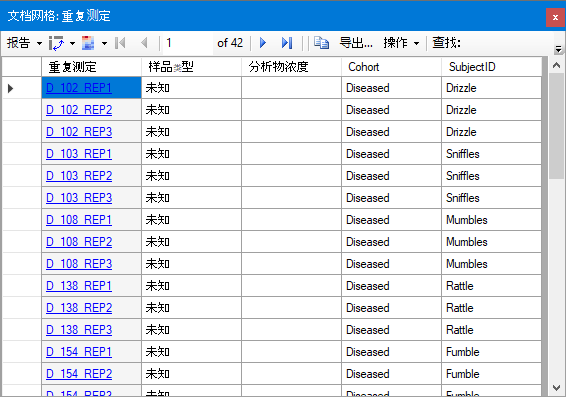 文档网格: 重复测定
报告 1 of 42 导出... 操作 查找:
重复测定 样品类型 分析物浓度 Cohort SubjectID
D_102_REP1 未知 Diseased Drizzle
D_102_REP2 未知 Diseased Drizzle
D_102_REP3 未知 Diseased Drizzle
D_103_REP1 未知 Diseased Sniffles
D_103_REP2 未知 Diseased Sniffles
D_103_REP3 未知 Diseased Sniffles
D_108_REP1 未知 Diseased Mumbles
D_108_REP2 未知 Diseased Mumbles
D_108_REP3 未知 Diseased Mumbles
D_138_REP1 未知 Diseased Rattle
D_138_REP2 未知 Diseased Rattle
D_138_REP3 未知 Diseased Rattle
D_154_REP1 未知 Diseased Fumble
D_154_REP2 未知 Diseased Fumble
D_154_REP3 未知 Diseased Fumble